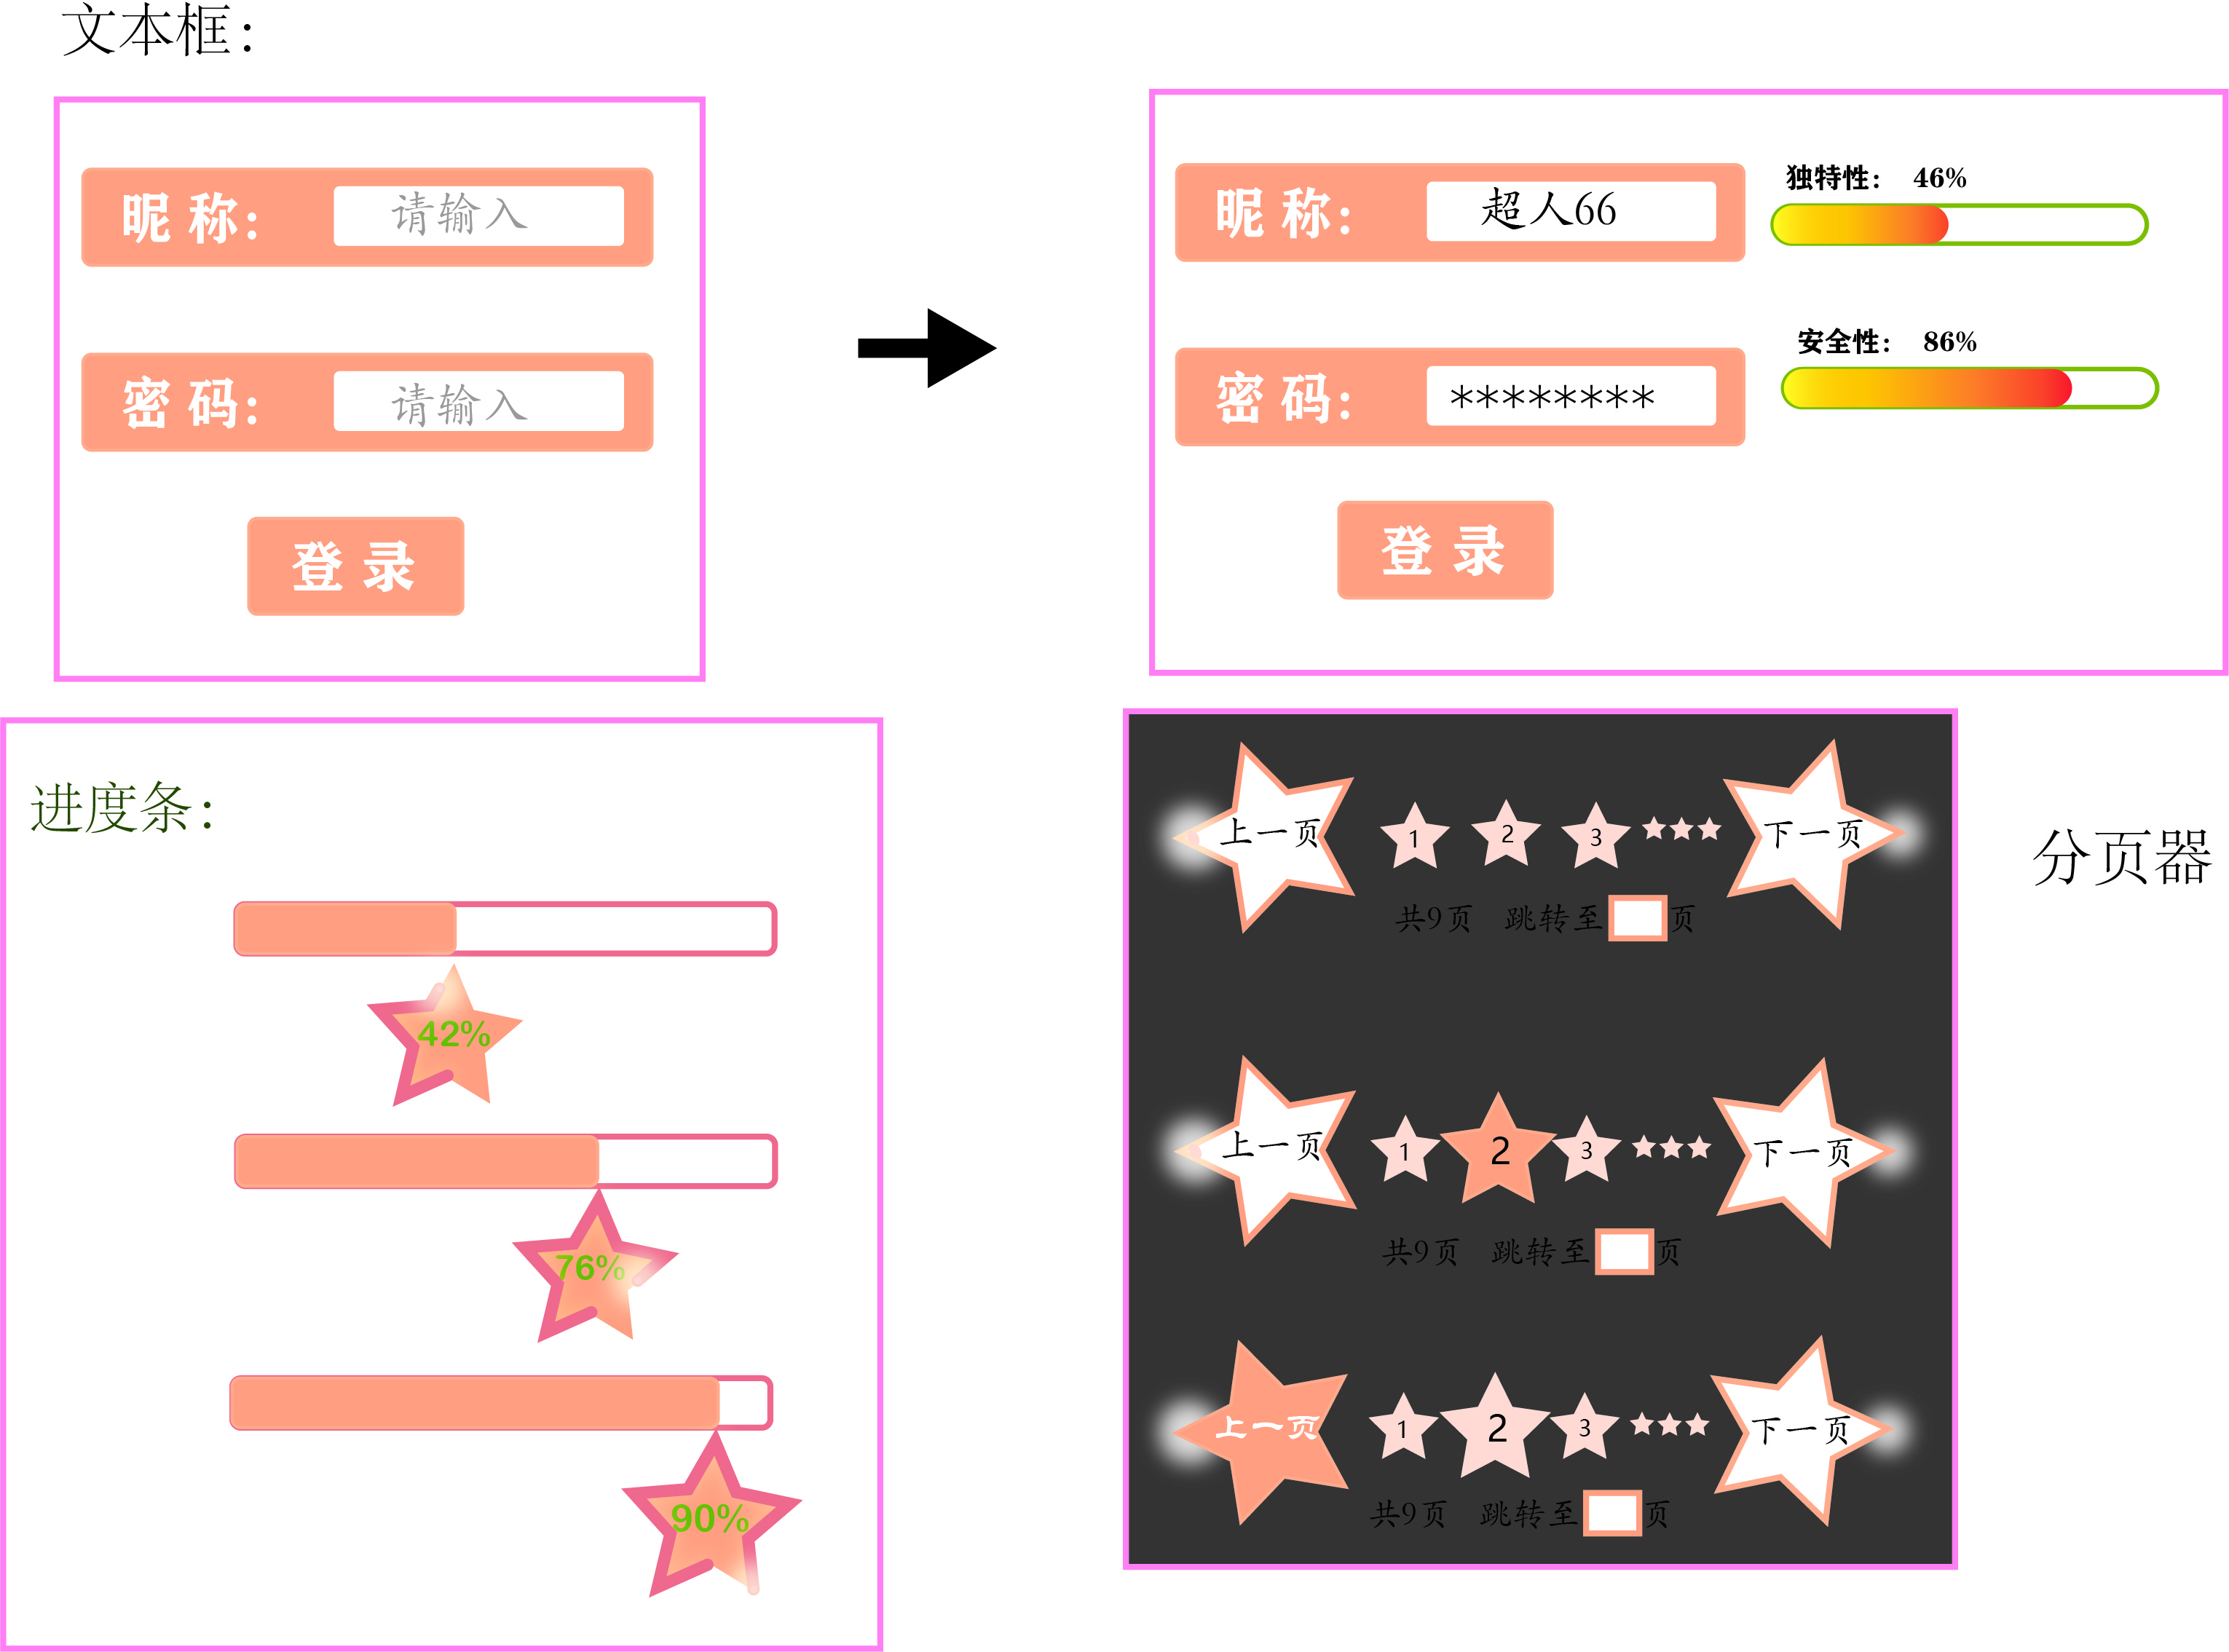 文本框：
昵 称： 请输入
密 码： 请输入
登 录
昵 称： 超人66
独特性： 46%
密 码： ********
安全性： 86%
登 录
进度条：
42%
76%
90%
上一页 1 2 3 下一页
共9页 跳转至 页
上一页 1 2 3 下一页
共9页 跳转至 页
上一页 1 2 3 下一页
共9页 跳转至 页
分页器